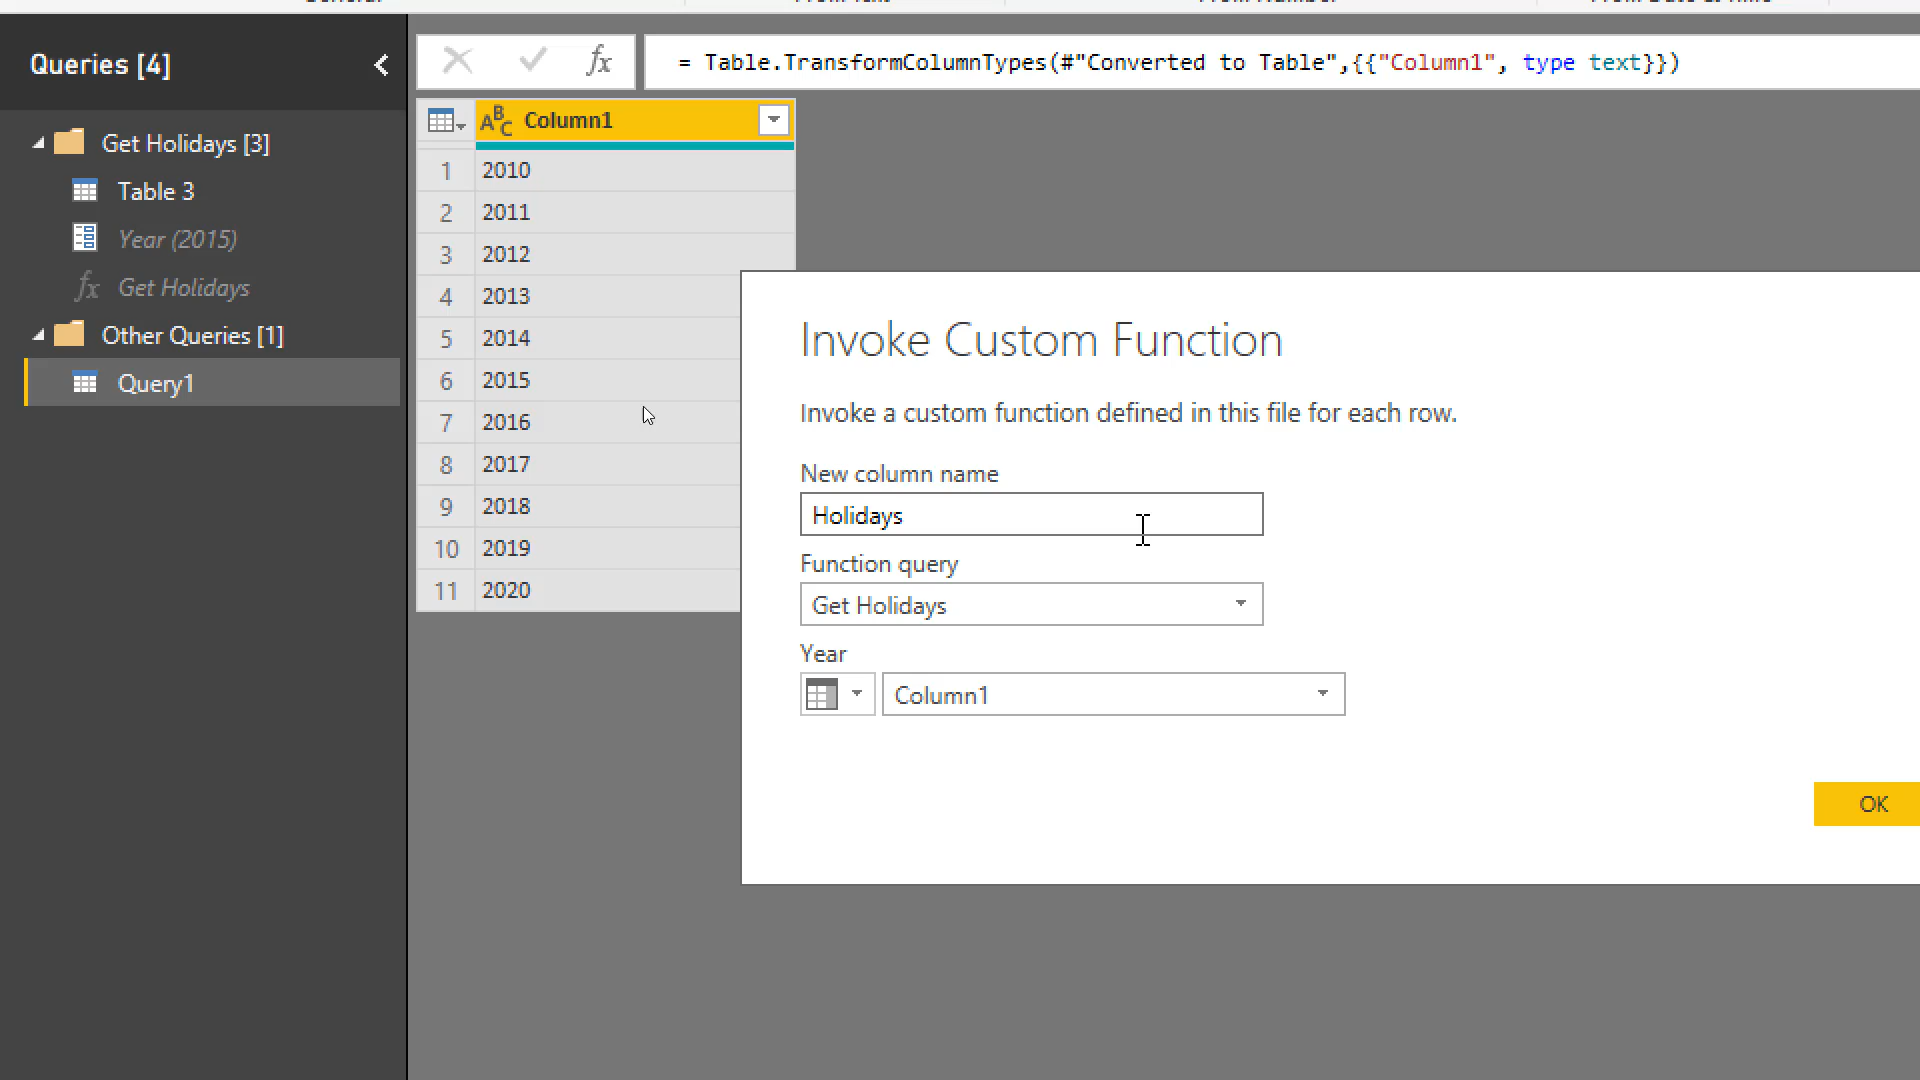 Queries [4]
= Table.TransformColumnTypes(#"Converted to Table",{{"Column1", type text}})
Get Holidays [3]
Table 3
Year (2015)
fx Get Holidays
Other Queries [1]
Query1
fx
ABC Column1
1 2010
2 2011
3 2012
4 2013
5 2014
6 2015
7 2016
8 2017
9 2018
10 2019
11 2020
Invoke Custom Function
Invoke a custom function defined in this file for each row.
New column name
Holidays
Function query
Get Holidays
Year
Column1
OK